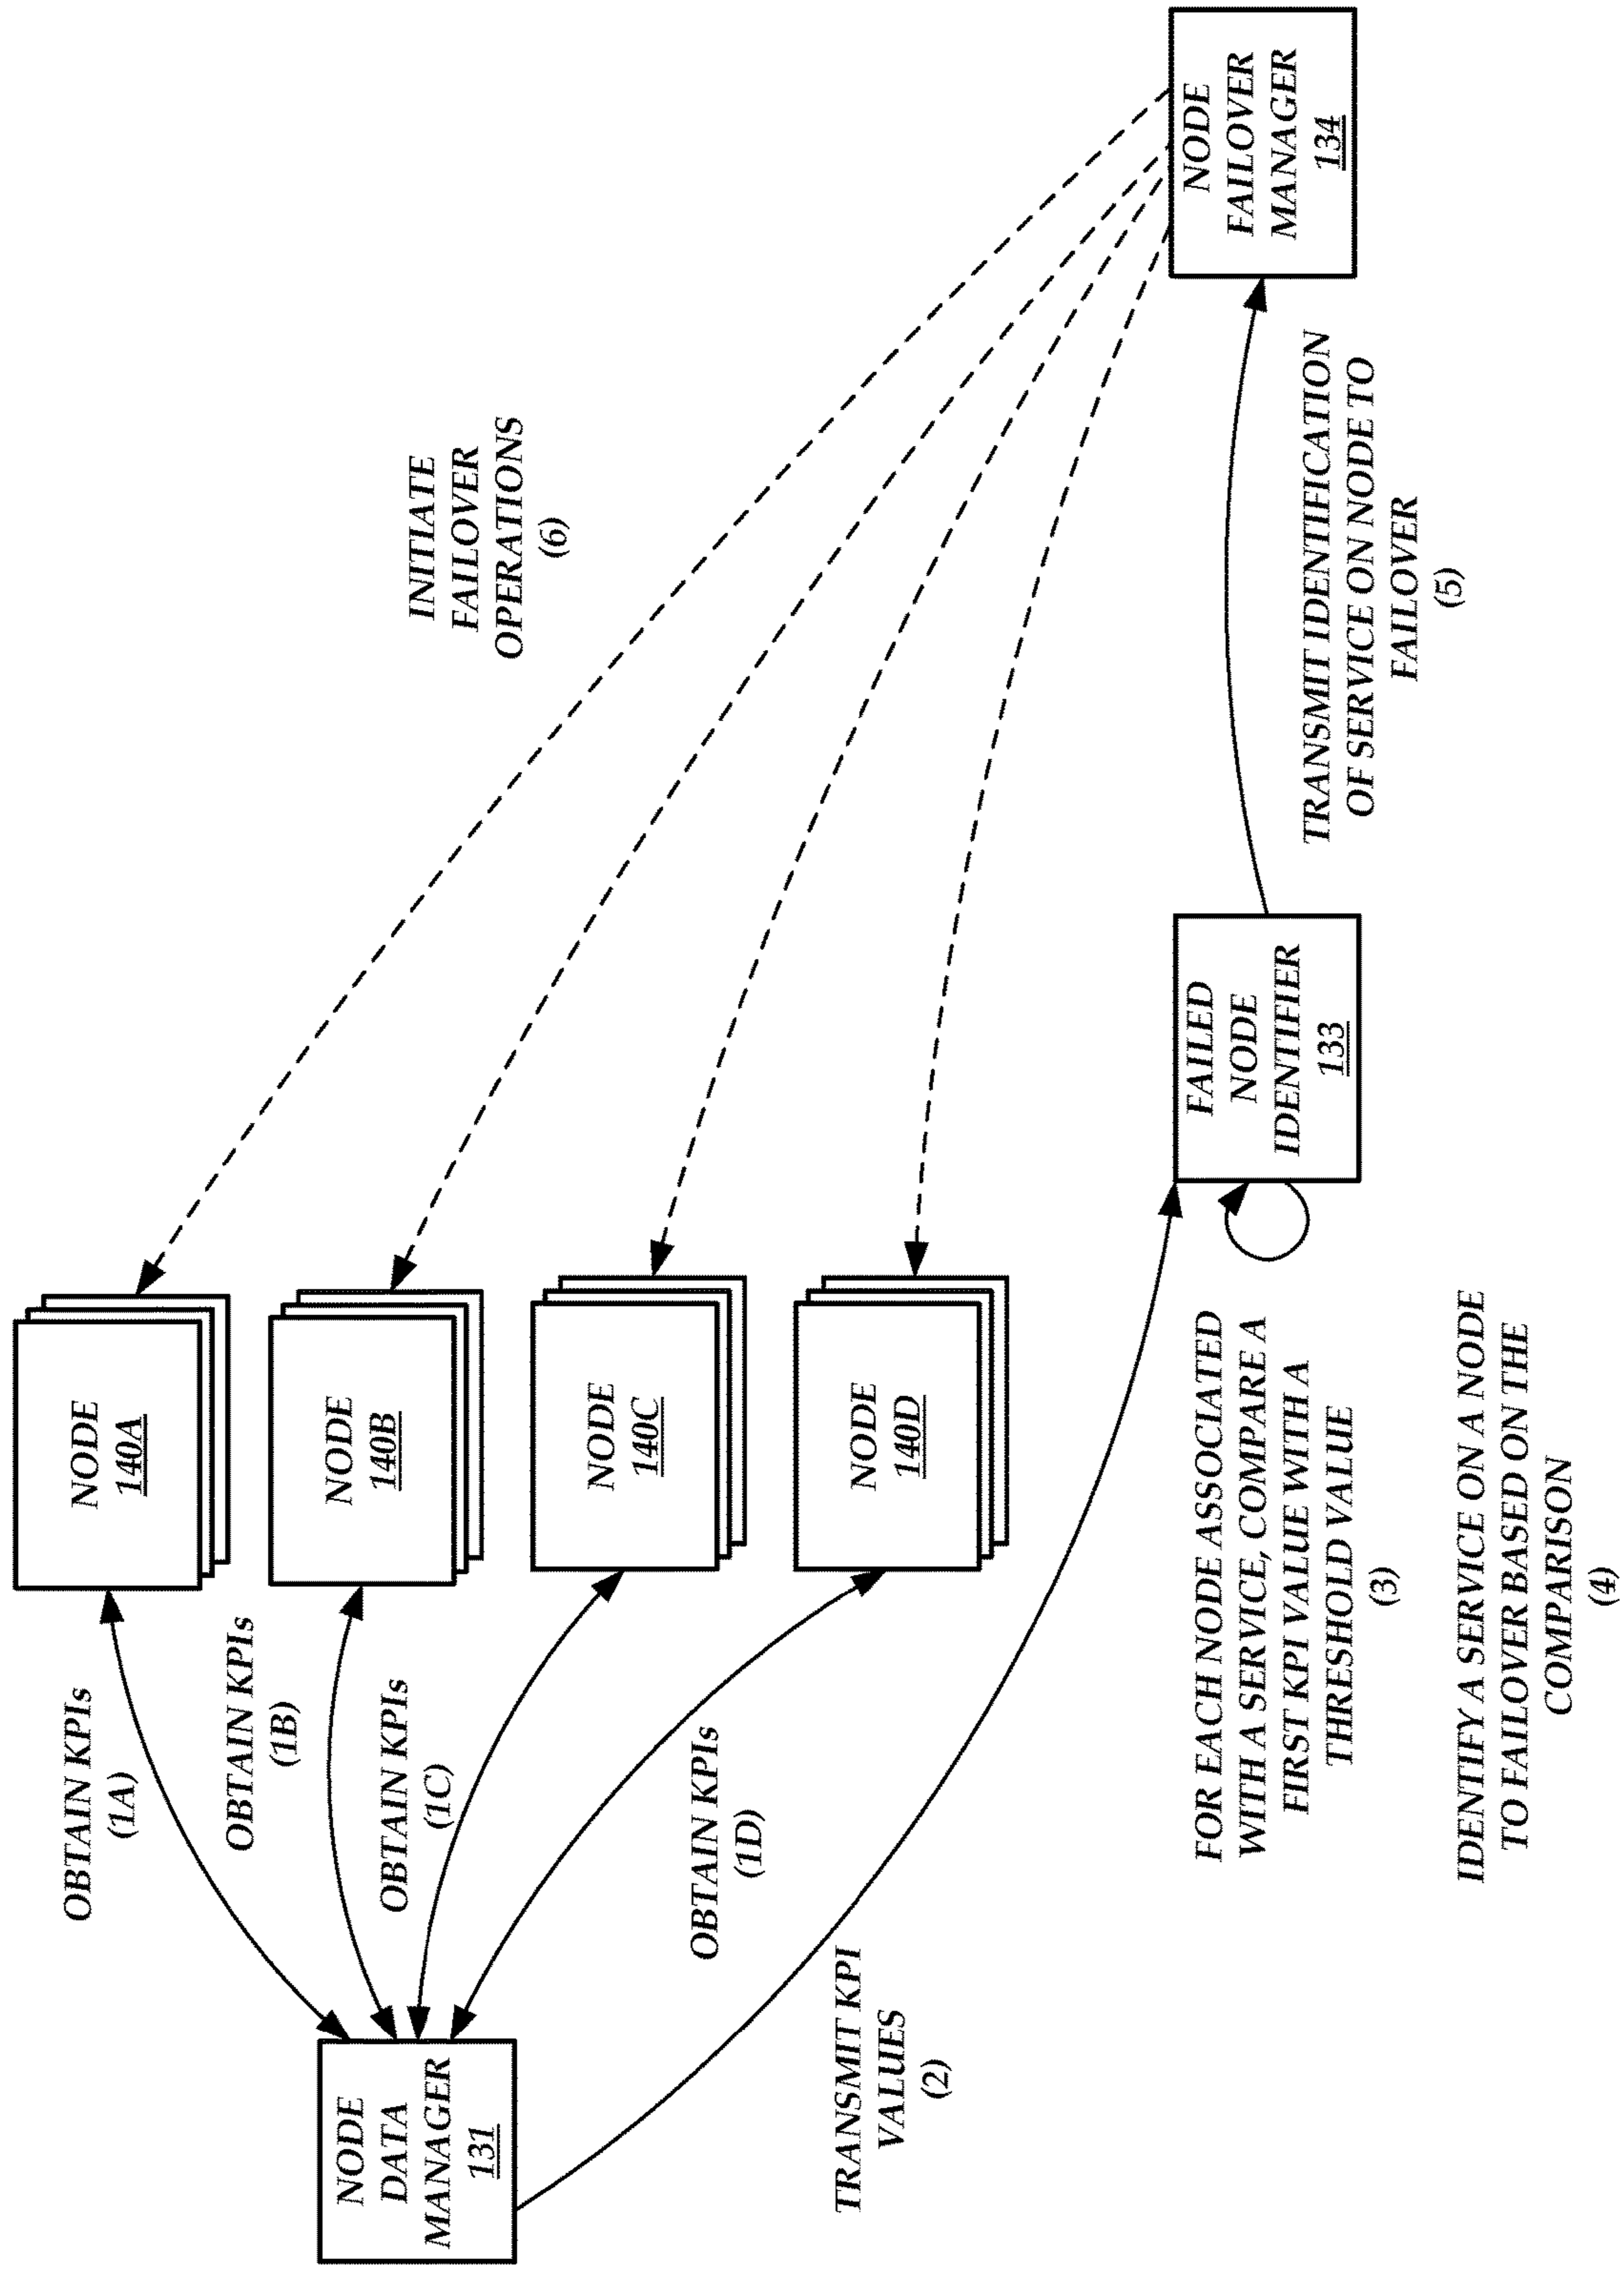 NODE
DATA
MANAGER
131
OBTAIN KPIs
(1A)
OBTAIN KPIs
(1B)
OBTAIN KPIs
(1C)
OBTAIN KPIs
(1D)
NODE
140A
NODE
140B
NODE
140C
NODE
140D
TRANSMIT KPI
VALUES
(2)
FOR EACH NODE ASSOCIATED
WITH A SERVICE, COMPARE A
FIRST KPI VALUE WITH A
THRESHOLD VALUE
(3)
IDENTIFY A SERVICE ON A NODE
TO FAILOVER BASED ON THE
COMPARISON
(4)
FAILED
NODE
IDENTIFIER
133
TRANSMIT IDENTIFICATION
OF SERVICE ON NODE TO
FAILOVER
(5)
INITIATE
FAILOVER
OPERATIONS
(6)
NODE
FAILOVER
MANAGER
134